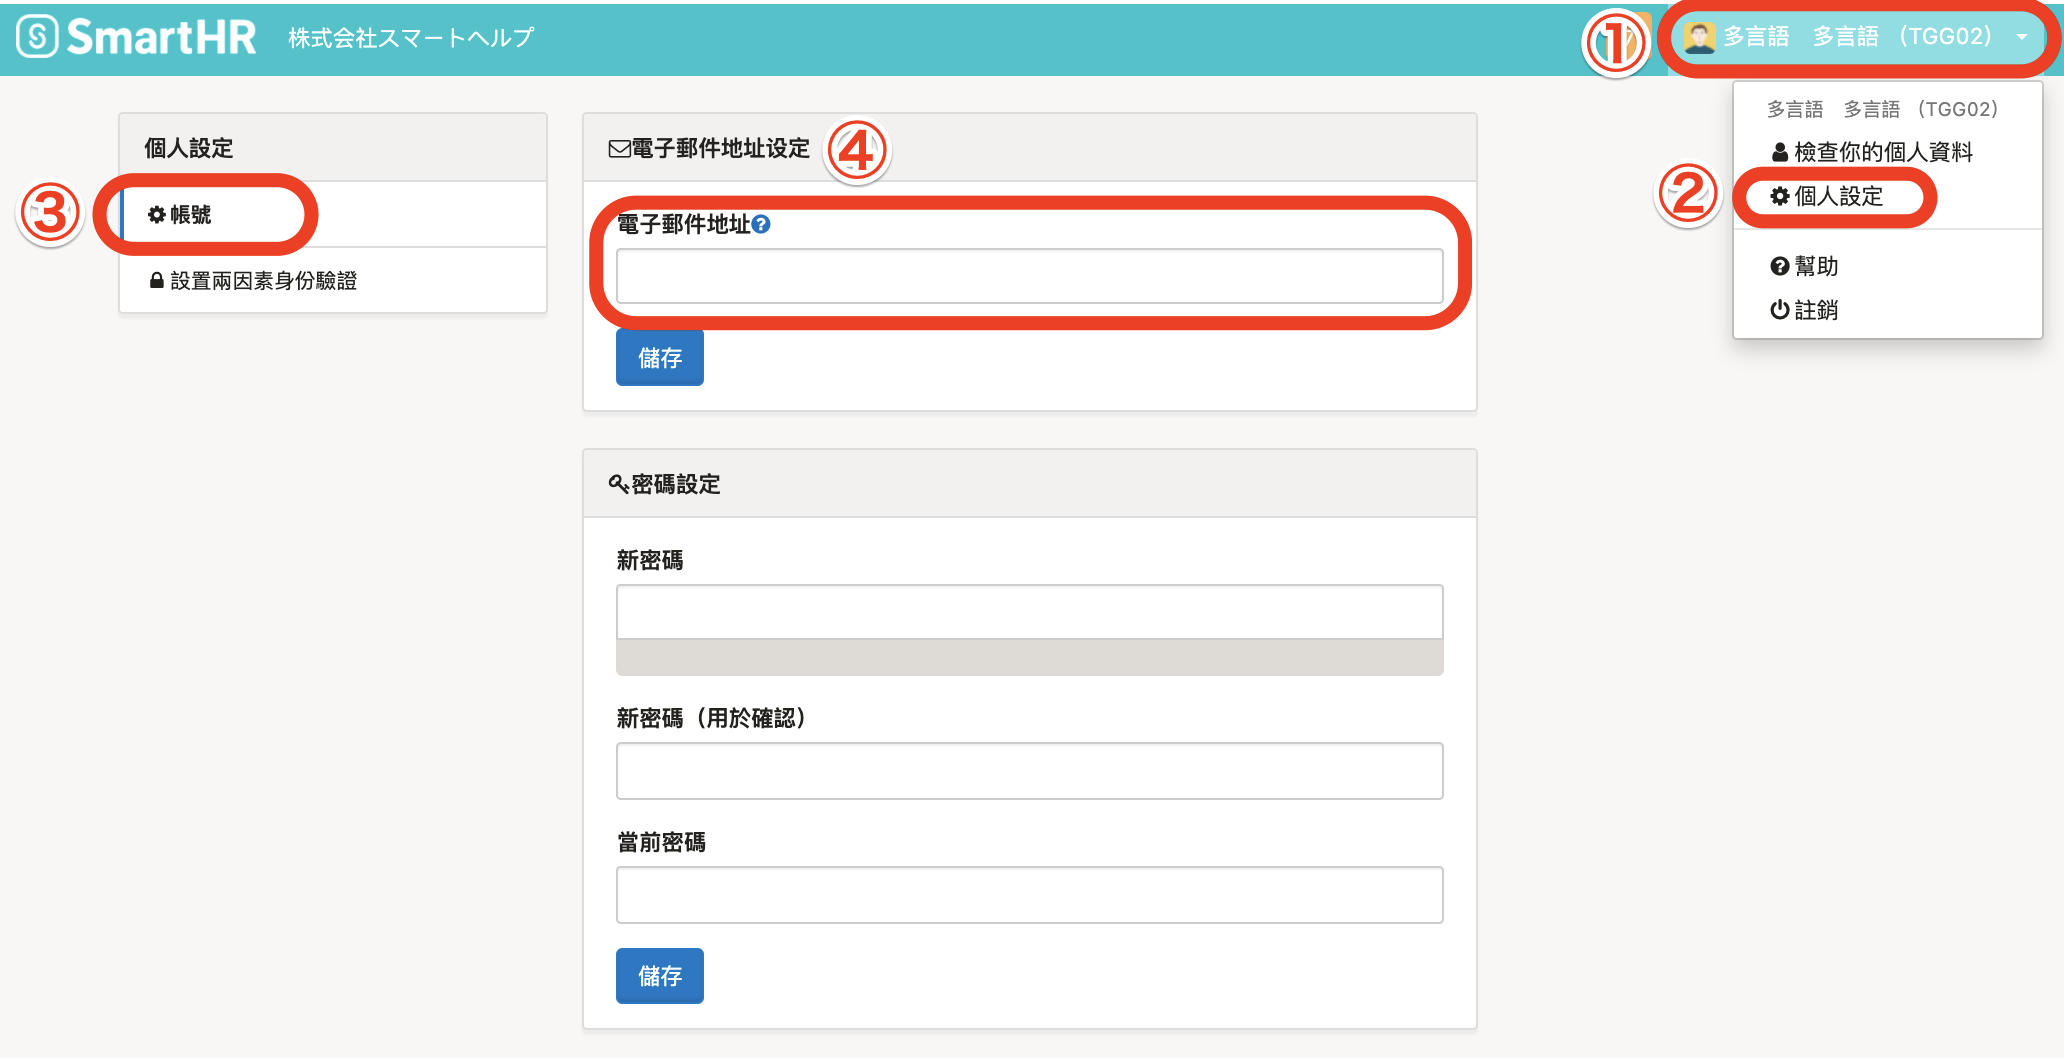 SmartHR 株式会社スマートヘルプ
① 多言語 多言語 (TGG02)
多言語 多言語 (TGG02)
檢查你的個人資料
② 個人設定
幫助
註銷
個人設定
③ 帳號
設置兩因素身份驗證
電子郵件地址设定 ④
電子郵件地址
儲存
密碼設定
新密碼
新密碼（用於確認）
當前密碼
儲存